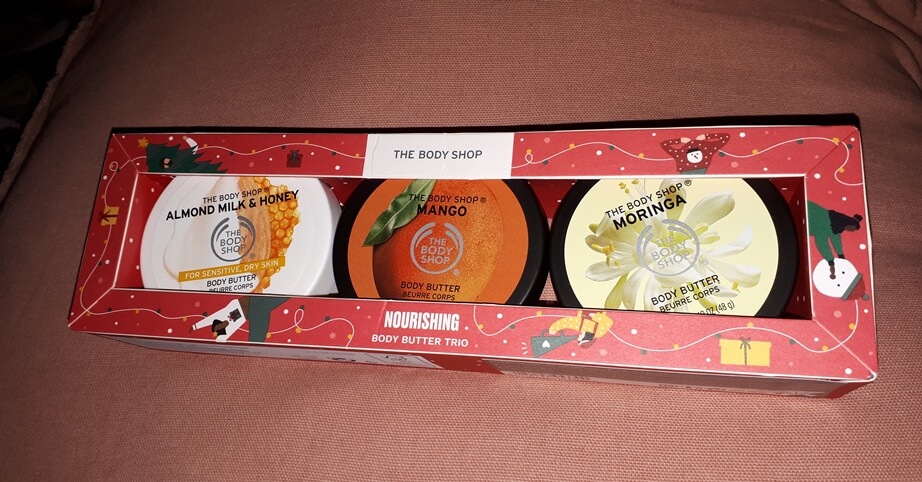 THE BODY SHOP
THE BODY SHOP®
ALMOND MILK & HONEY
THE
BODY
SHOP
FOR SENSITIVE, DRY SKIN
BODY BUTTER
BEURRE CORPS
THE BODY SHOP®
MANGO
THE
BODY
SHOP
®
BODY BUTTER
BEURRE CORPS
THE BODY SHOP®
MORINGA
THE
BODY
SHOP
BODY BUTTER
BEURRE CORPS
OZ (48 g)
NOURISHING
BODY BUTTER TRIO